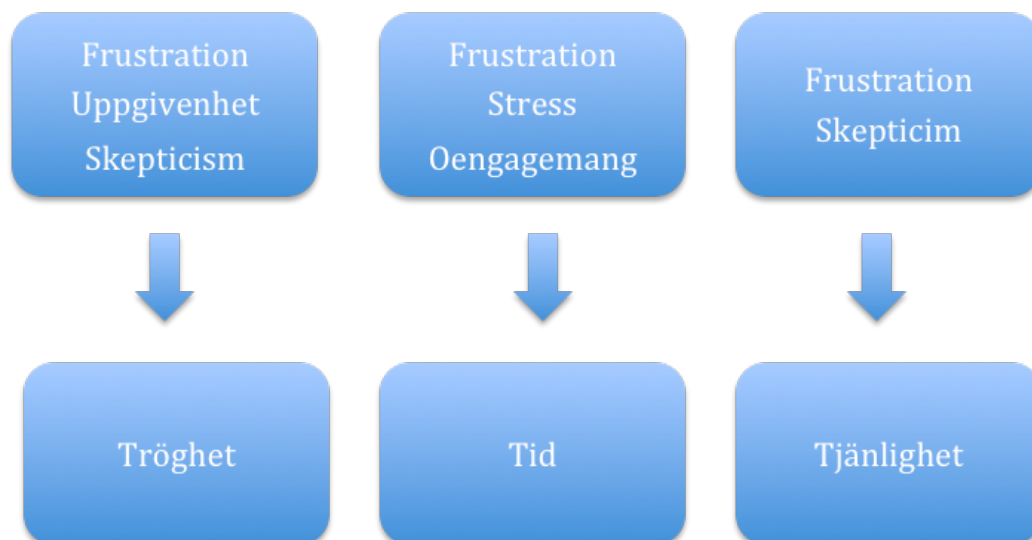 Frustration
Uppgivenhet
Skepticism
Frustration
Stress
Oengagemang
Frustration
Skepticim
Tröghet
Tid
Tjänlighet